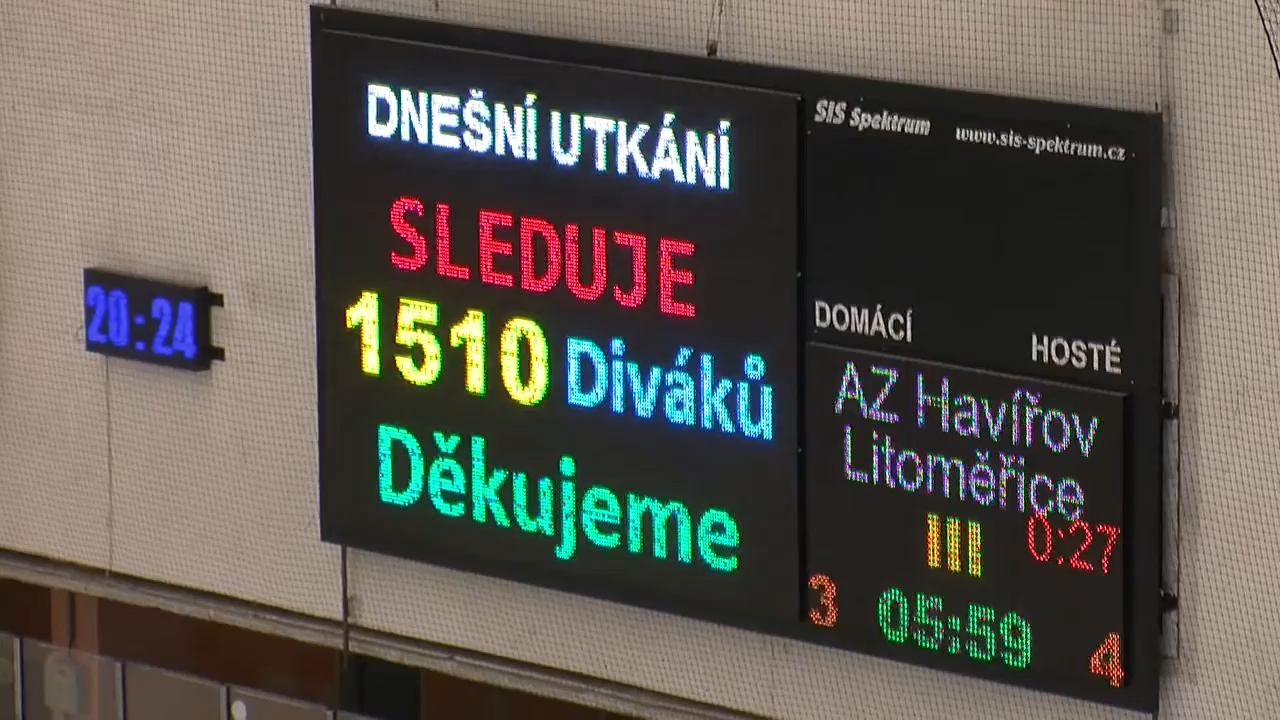 20:24
DNEŠNÍ UTKÁNÍ
SLEDUJE
1510 Diváků
Děkujeme
SIS Spektrum www.sis-spektrum.cz
DOMÁCÍ HOSTÉ
AZ Havířov
Litoměřice
III 0:27
3 05:59 4